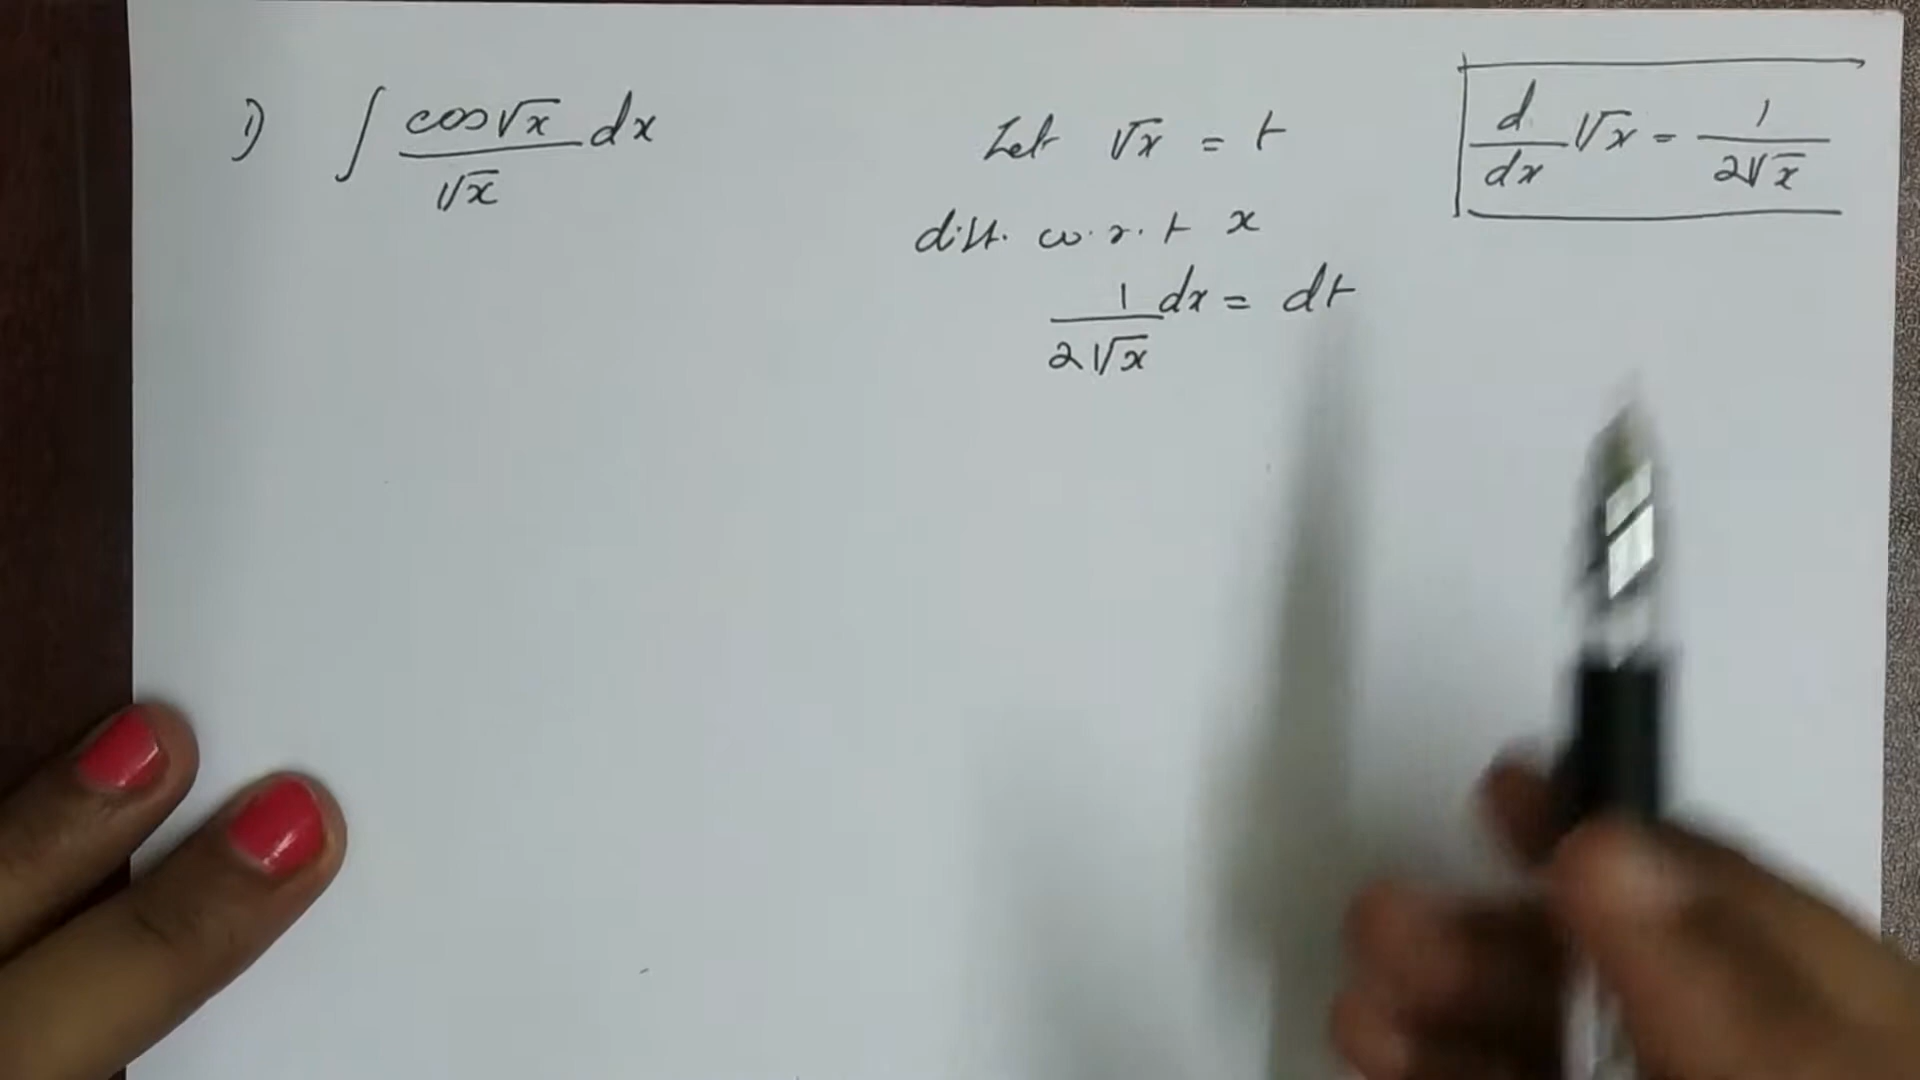 1) ∫ cos√x / √x dx
Let √x = t
diff. w.r.t x
1 / 2√x dx = dt
d / dx √x = 1 / 2√x